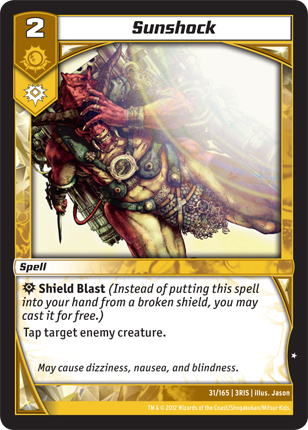 2
Sunshock
Spell
Shield Blast (Instead of putting this spell
into your hand from a broken shield, you may
cast it for free.)
Tap target enemy creature.
May cause dizziness, nausea, and blindness.
31/165 | 3RIS | illus. Jason
TM & © 2012 Wizards of the Coast/Shogakukan/Mitsui-Kids